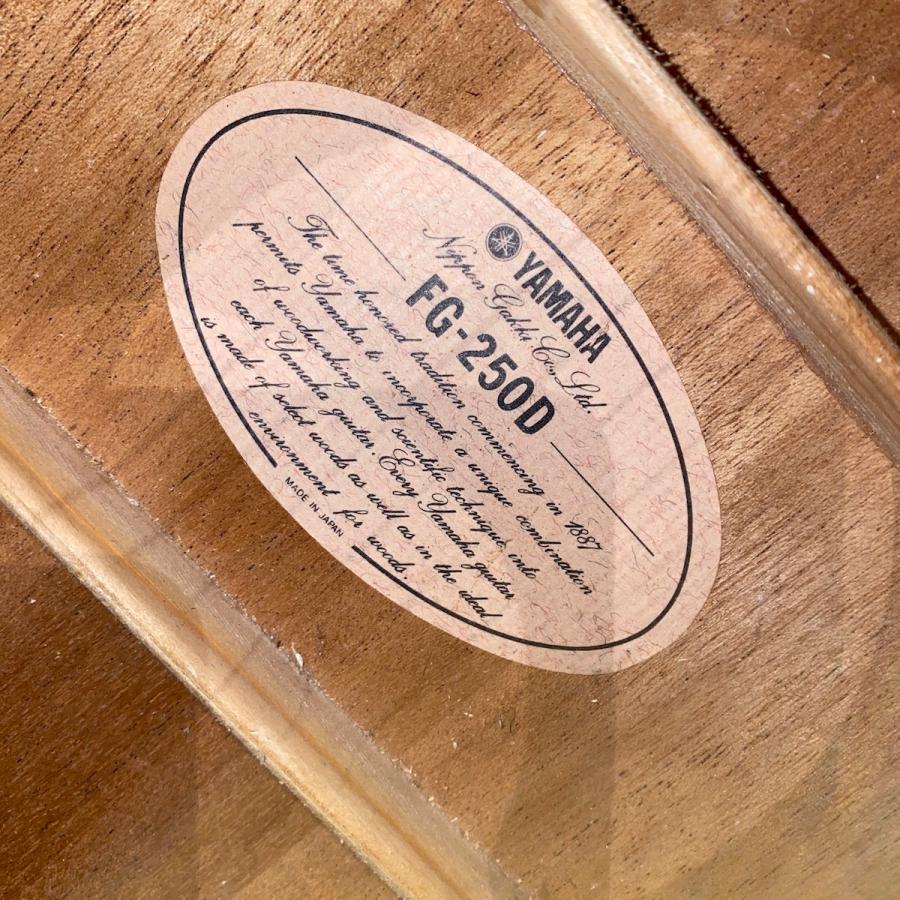 YAMAHA
Nippon Gakki Co., Ltd.
FG-250D
The time honored tradition commencing in 1887
permits Yamaha to incorporate a unique combination
of woodworking and scientific technique into
each Yamaha guitar. Every Yamaha guitar
is made of select woods as well as in the ideal
environment for woods.
MADE IN JAPAN